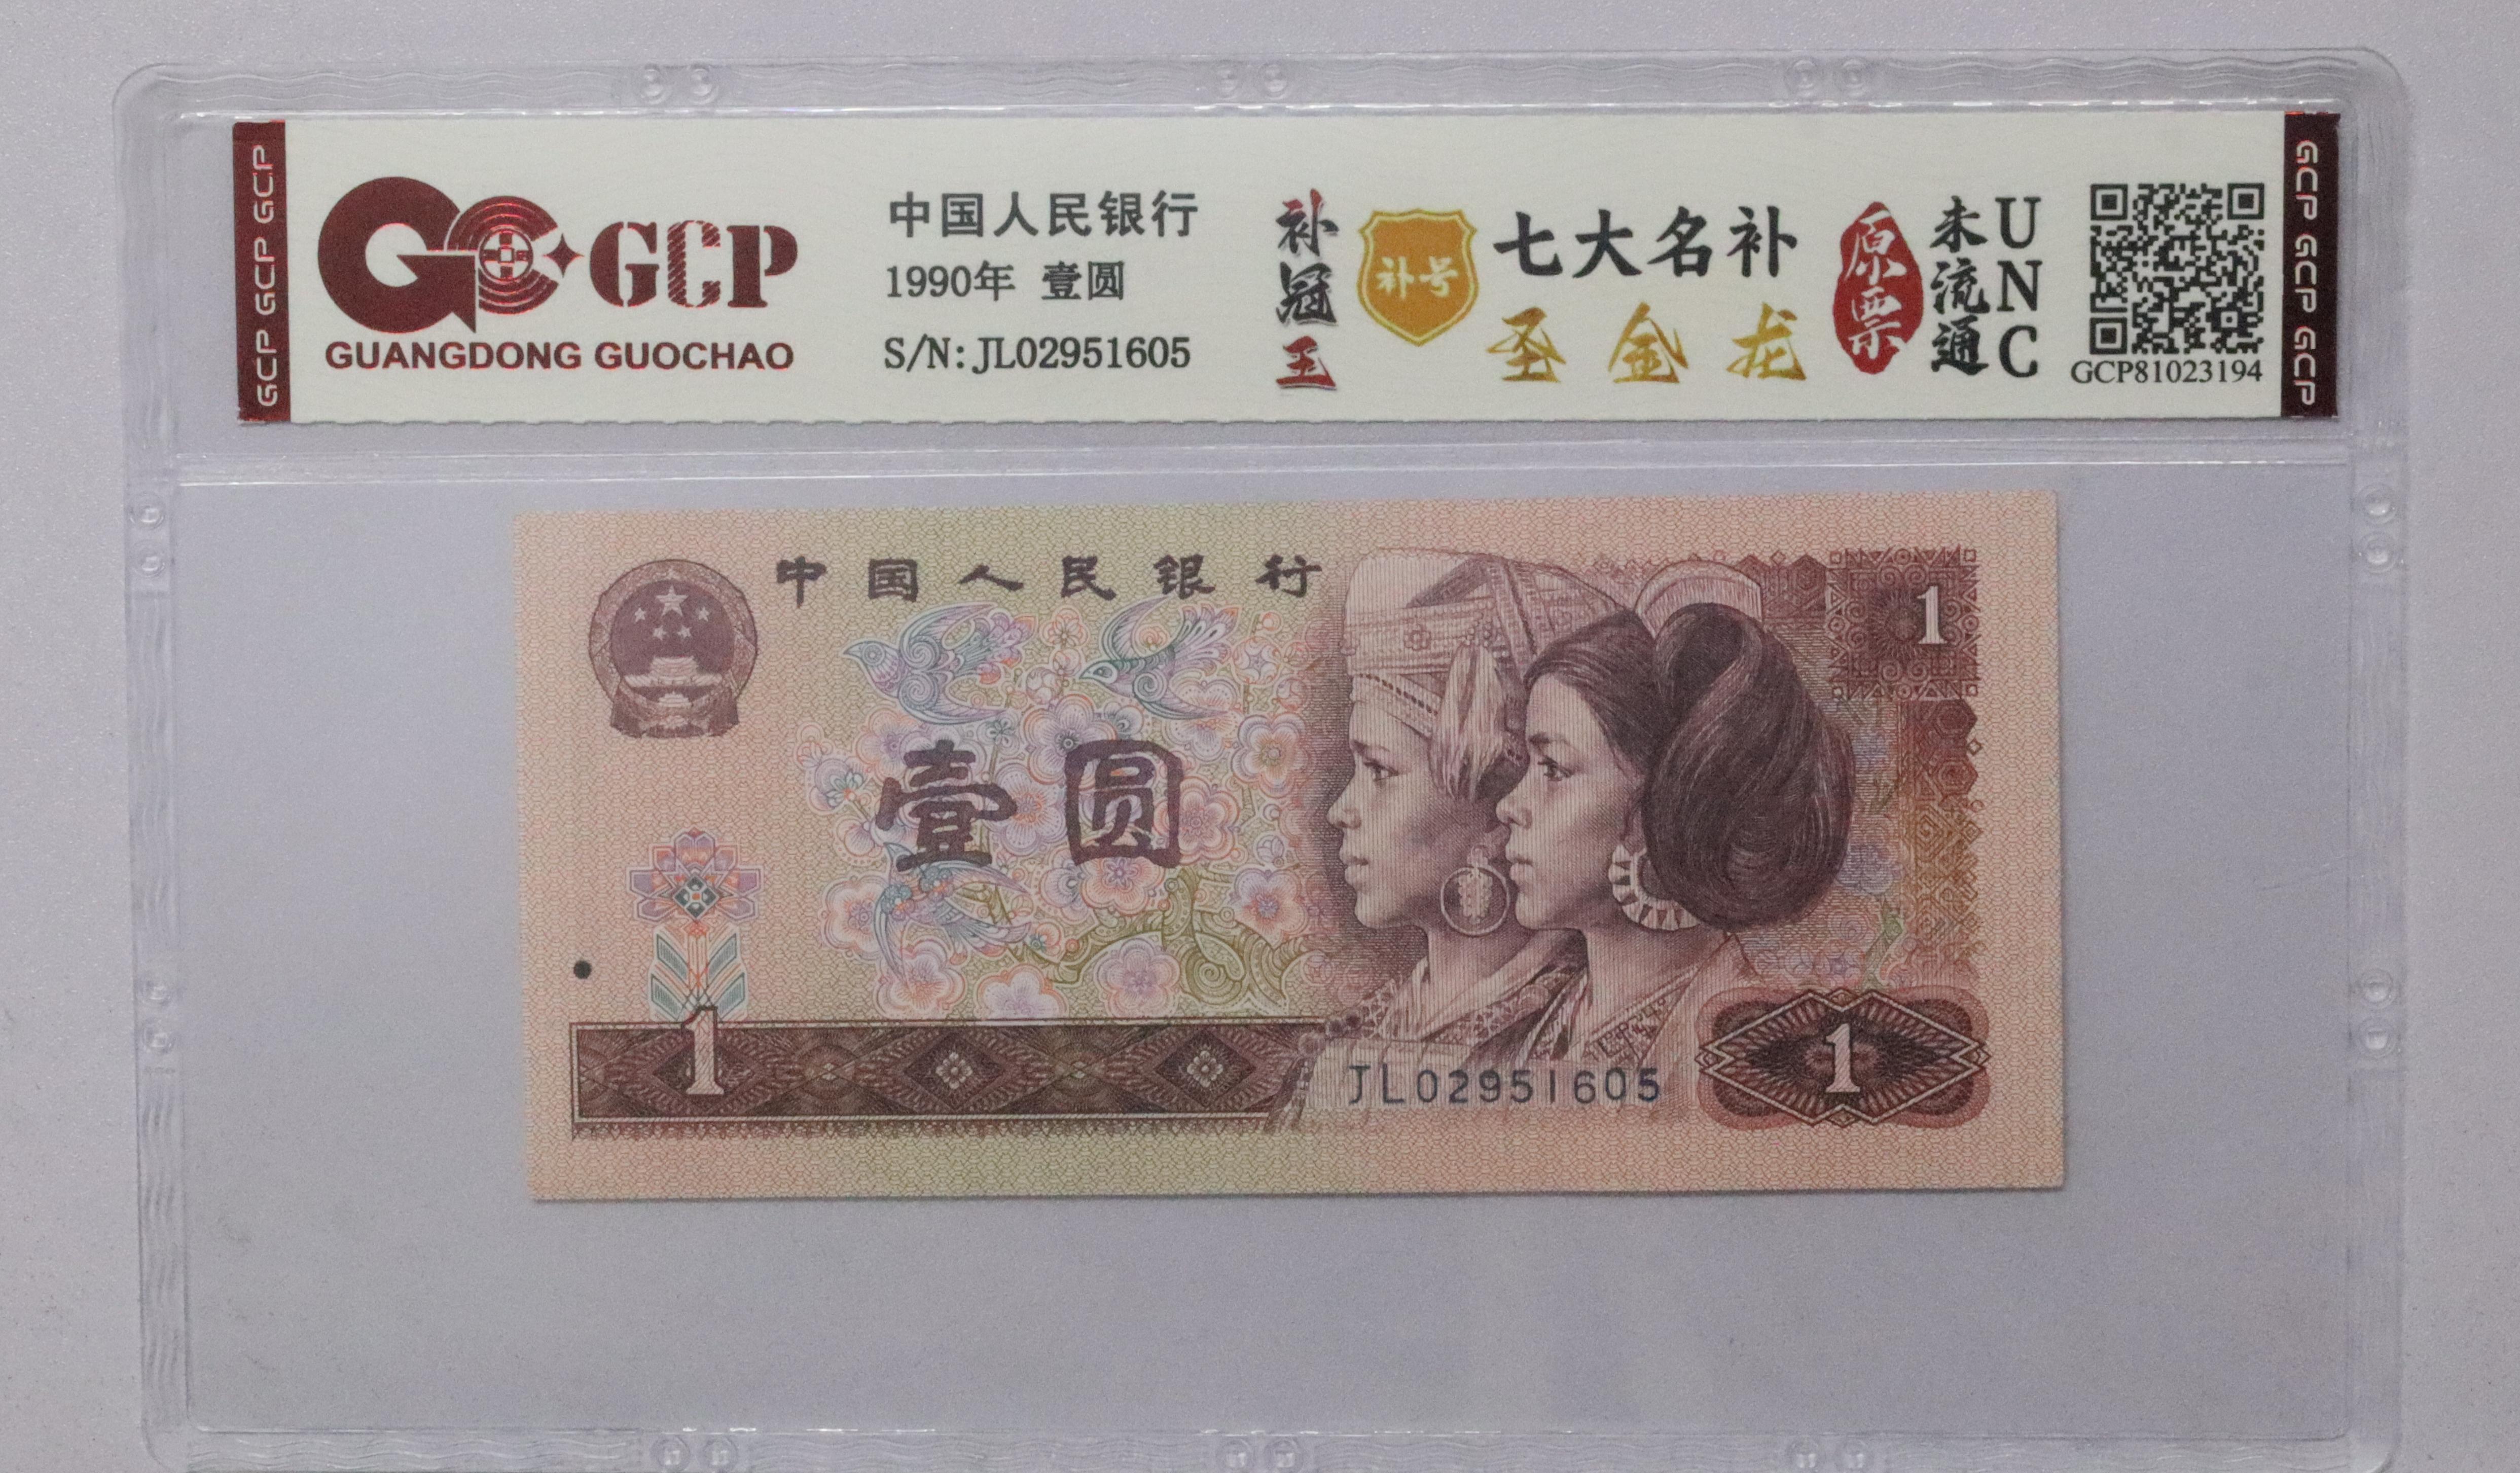 GCP GCP GCP
GCP
GUANGDONG GUOCHAO
中国人民银行
1990年 壹圆
S/N: JL02951605
补冠王
补号
七大名补
圣金龙
原票
未流通
UNC
GCP81023194
GCP GCP GCP
中国人民银行
1
壹圆
1
JL02951605
1